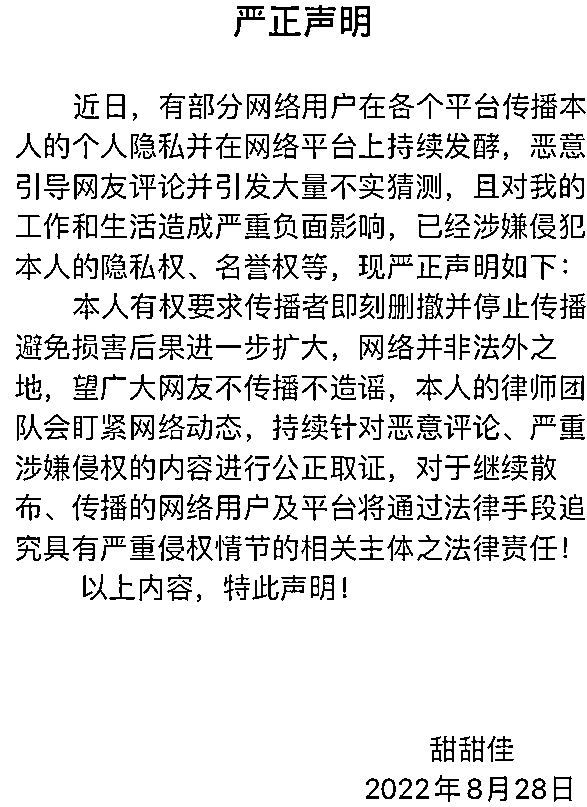 严正声明
近日，有部分网络用户在各个平台传播本
人的个人隐私并在网络平台上持续发酵，恶意
引导网友评论并引发大量不实猜测，且对我的
工作和生活造成严重负面影响，已经涉嫌侵犯
本人的隐私权、名誉权等，现严正声明如下：
本人有权要求传播者即刻删撤并停止传播
避免损害后果进一步扩大，网络并非法外之
地，望广大网友不传播不造谣，本人的律师团
队会盯紧网络动态，持续针对恶意评论、严重
涉嫌侵权的内容进行公正取证，对于继续散
布、传播的网络用户及平台将通过法律手段追
究具有严重侵权情节的相关主体之法律责任！
以上内容，特此声明！
甜甜佳
2022年8月28日